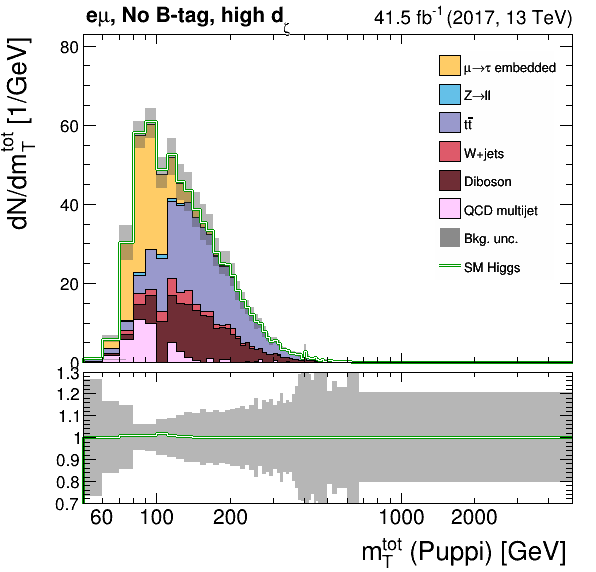 eμ, No B-tag, high dζ
41.5 fb⁻¹ (2017, 13 TeV)
dN/dm_T^tot [1/GeV]
80
60
40
20
0
μ→τ embedded
Z→ll
tt̄
W+jets
Diboson
QCD multijet
Bkg. unc.
SM Higgs
1.3
1.2
1.1
1
0.9
0.8
0.7
60 100 200 1000 2000
m_T^tot (Puppi) [GeV]